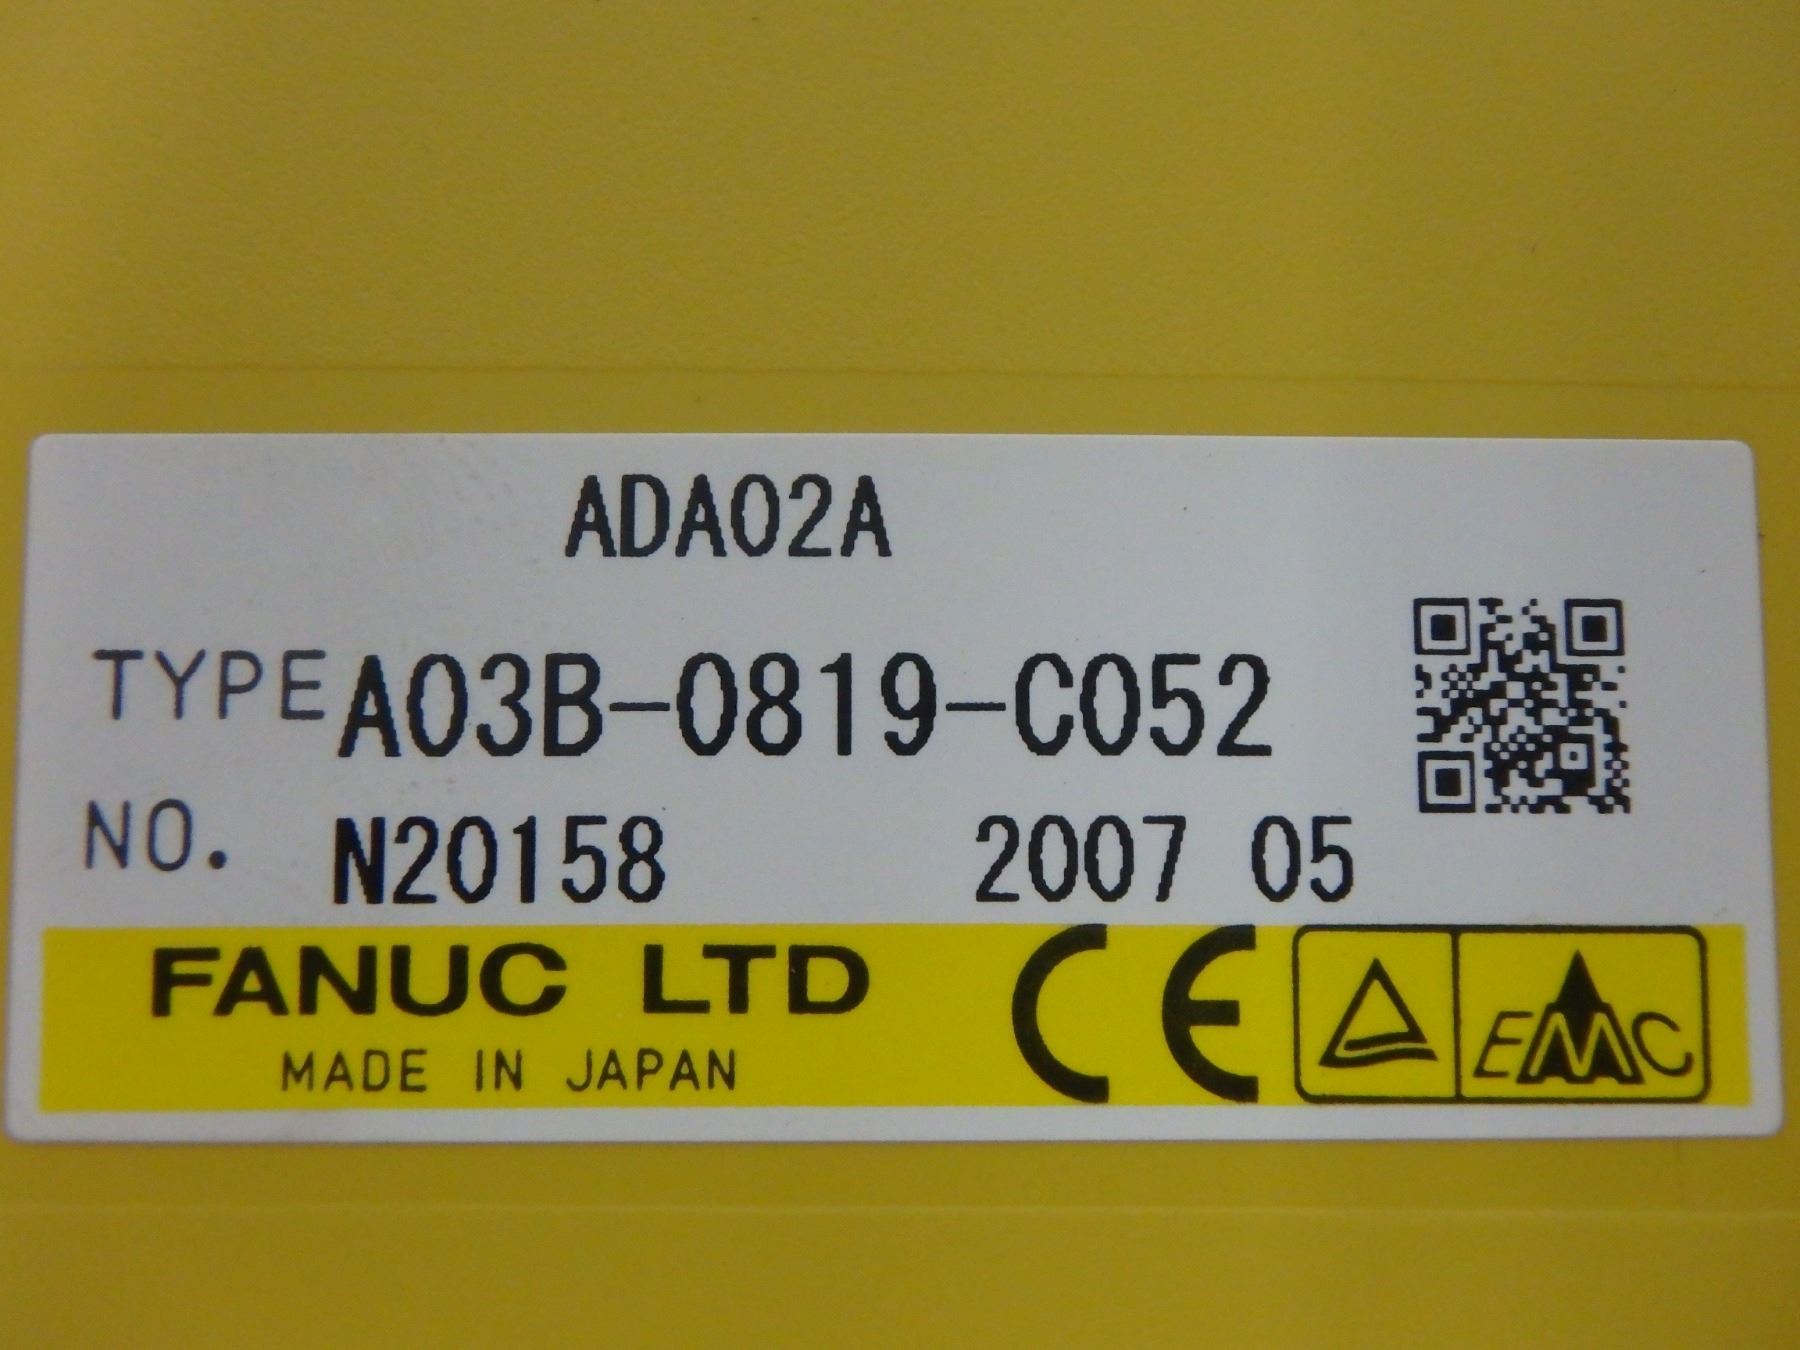 ADA02A
TYPE A03B-0819-C052
NO. N20158 2007 05
FANUC LTD CE EMC
MADE IN JAPAN